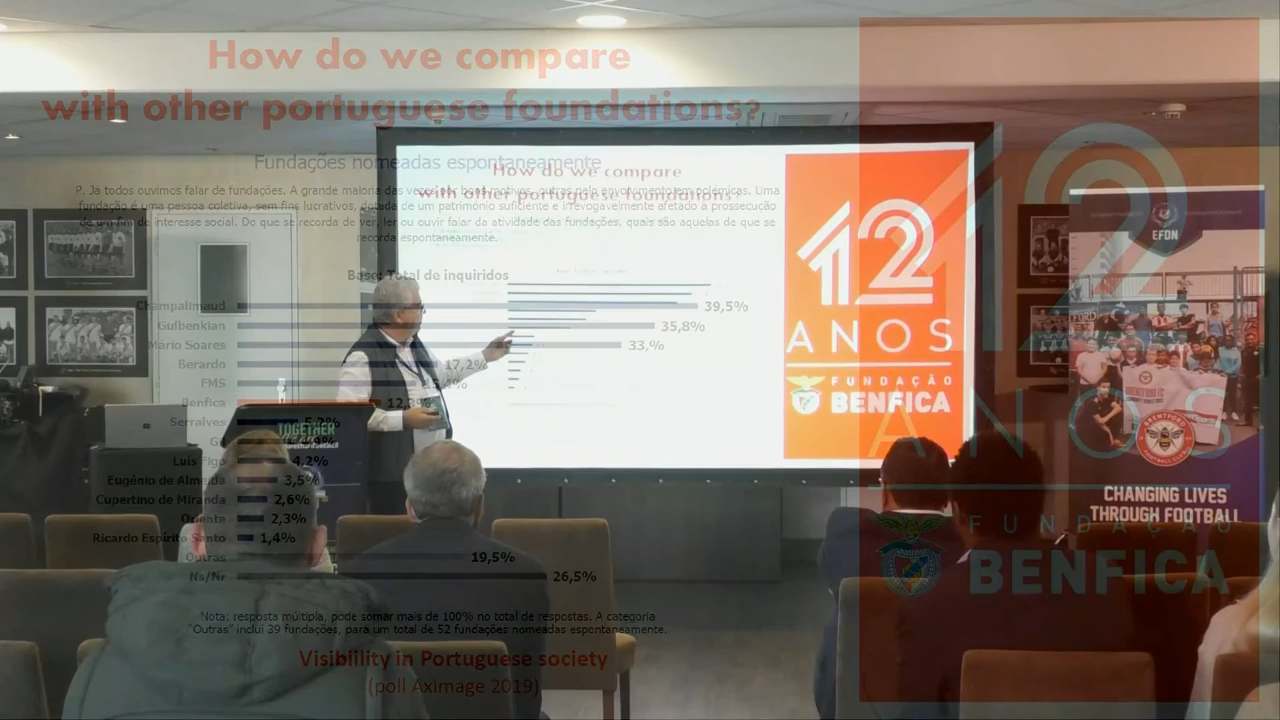 How do we compare
with other portuguese foundations?
Fundações nomeadas espontaneamente
P. Já todos ouvimos falar de fundações. A grande maioria das vezes por bons motivos, outras pelo envolvimento em polémicas. Uma
fundação é uma pessoa coletiva, sem fins lucrativos, dotada de um património suficiente e irrevogavelmente afetado à prossecução
de um fim de interesse social. Do que se recorda de ver, ler ou ouvir falar da atividade das fundações, quais são aquelas de que se
recorda espontaneamente.
Base: Total de inquiridos
Champalimaud 39,5%
Gulbenkian 35,8%
Mário Soares 33,%
Berardo 17,2%
FMS
Benfica
Serralves 5,2%
Luís Figo 4,2%
Eugénio de Almeida 3,5%
Cupertino de Miranda 2,6%
Oriente 2,3%
Ricardo Espírito Santo 1,4%
Outras 19,5%
Ns/Nr 26,5%
Nota: resposta múltipla, pode somar mais de 100% no total de respostas. A categoria
"Outras" inclui 39 fundações, para um total de 52 fundações nomeadas espontaneamente.
Visibility in Portuguese society
(poll Aximage 2019)
How do we compare
with other portuguese foundations
12
ANOS
FUNDAÇÃO
BENFICA
12
ANOS
FUNDAÇÃO
BENFICA
TOGETHER
EFDN
BRENTFORD
FOOTBALL CLUB
CHANGING LIVES
THROUGH FOOTBALL